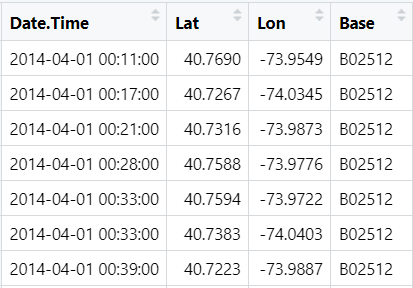 Date.Time Lat Lon Base
2014-04-01 00:11:00 40.7690 -73.9549 B02512
2014-04-01 00:17:00 40.7267 -74.0345 B02512
2014-04-01 00:21:00 40.7316 -73.9873 B02512
2014-04-01 00:28:00 40.7588 -73.9776 B02512
2014-04-01 00:33:00 40.7594 -73.9722 B02512
2014-04-01 00:33:00 40.7383 -74.0403 B02512
2014-04-01 00:39:00 40.7223 -73.9887 B02512